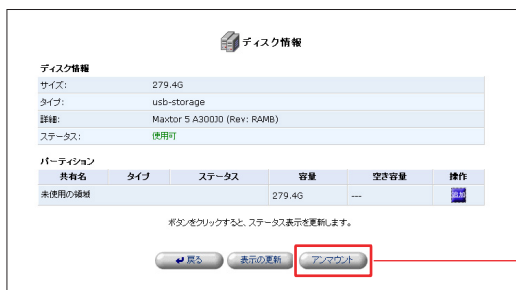 ディスク情報
ディスク情報
サイズ: 279.4G
タイプ: usb-storage
詳細: Maxtor 5 A300J0 (Rev: RAMB)
ステータス: 使用可
パーティション
共有名 タイプ ステータス 容量 空き容量 操作
未使用の領域 279.4G --- 追加
ボタンをクリックすると、ステータス表示を更新します。
戻る 表示の更新 アンマウント